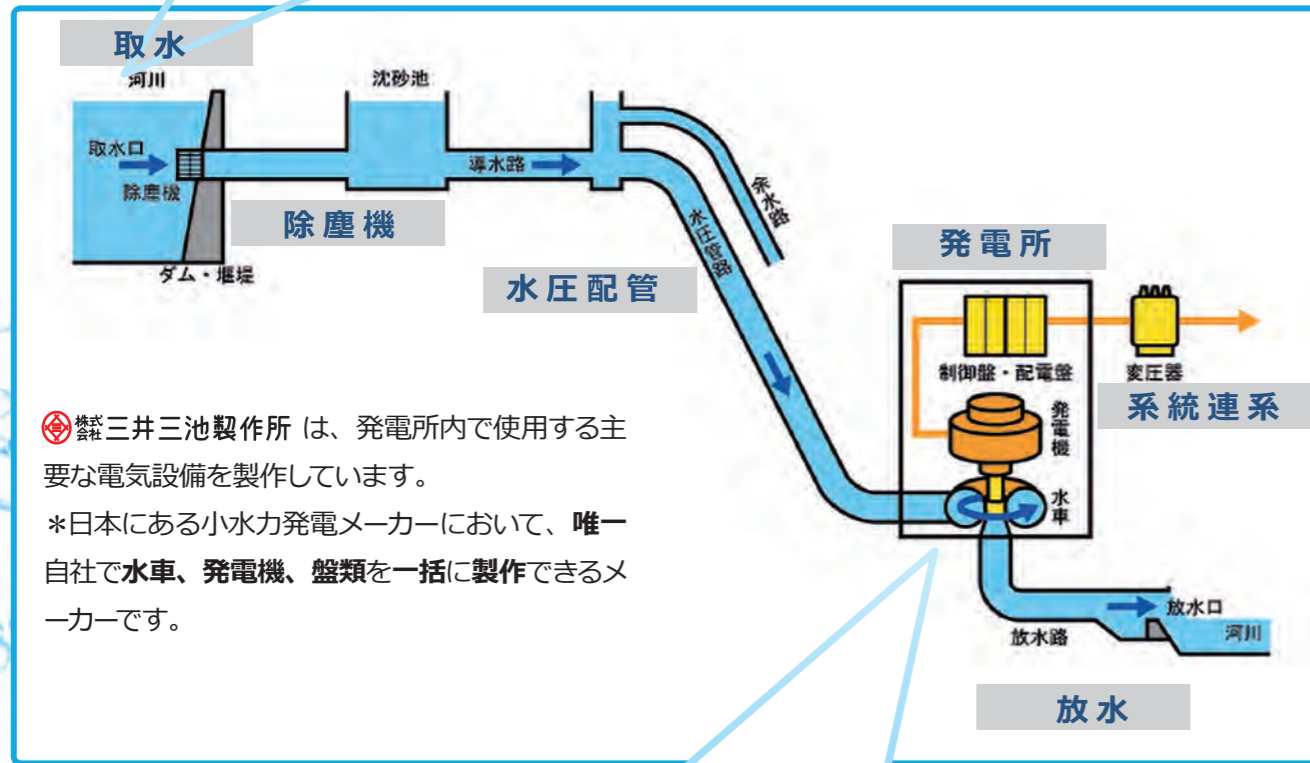 取水
河川
沈砂池
取水口
除塵機
導水路
余水路
除塵機
水圧管路
ダム・堰堤
水圧配管
発電所
制御盤・配電盤
変圧器
系統連系
発電機
水車
株式会社三井三池製作所 は、発電所内で使用する主
要な電気設備を製作しています。
*日本にある小水力発電メーカーにおいて、唯一
自社で水車、発電機、盤類を一括に製作できるメ
ーカーです。
放水口
河川
放水路
放水